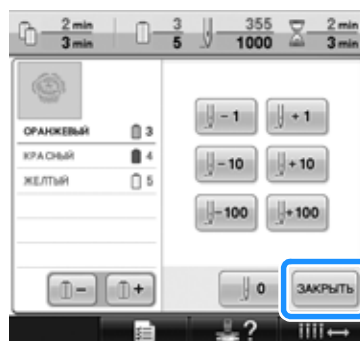 2 min 3 355 2 min
3 min 5 1000 3 min
- 1 + 1
ОРАНЖЕВЫЙ 3
КРАСНЫЙ 4
- 10 + 10
ЖЕЛТЫЙ 5
-100 +100
- + 0 ЗАКРЫТЬ
?